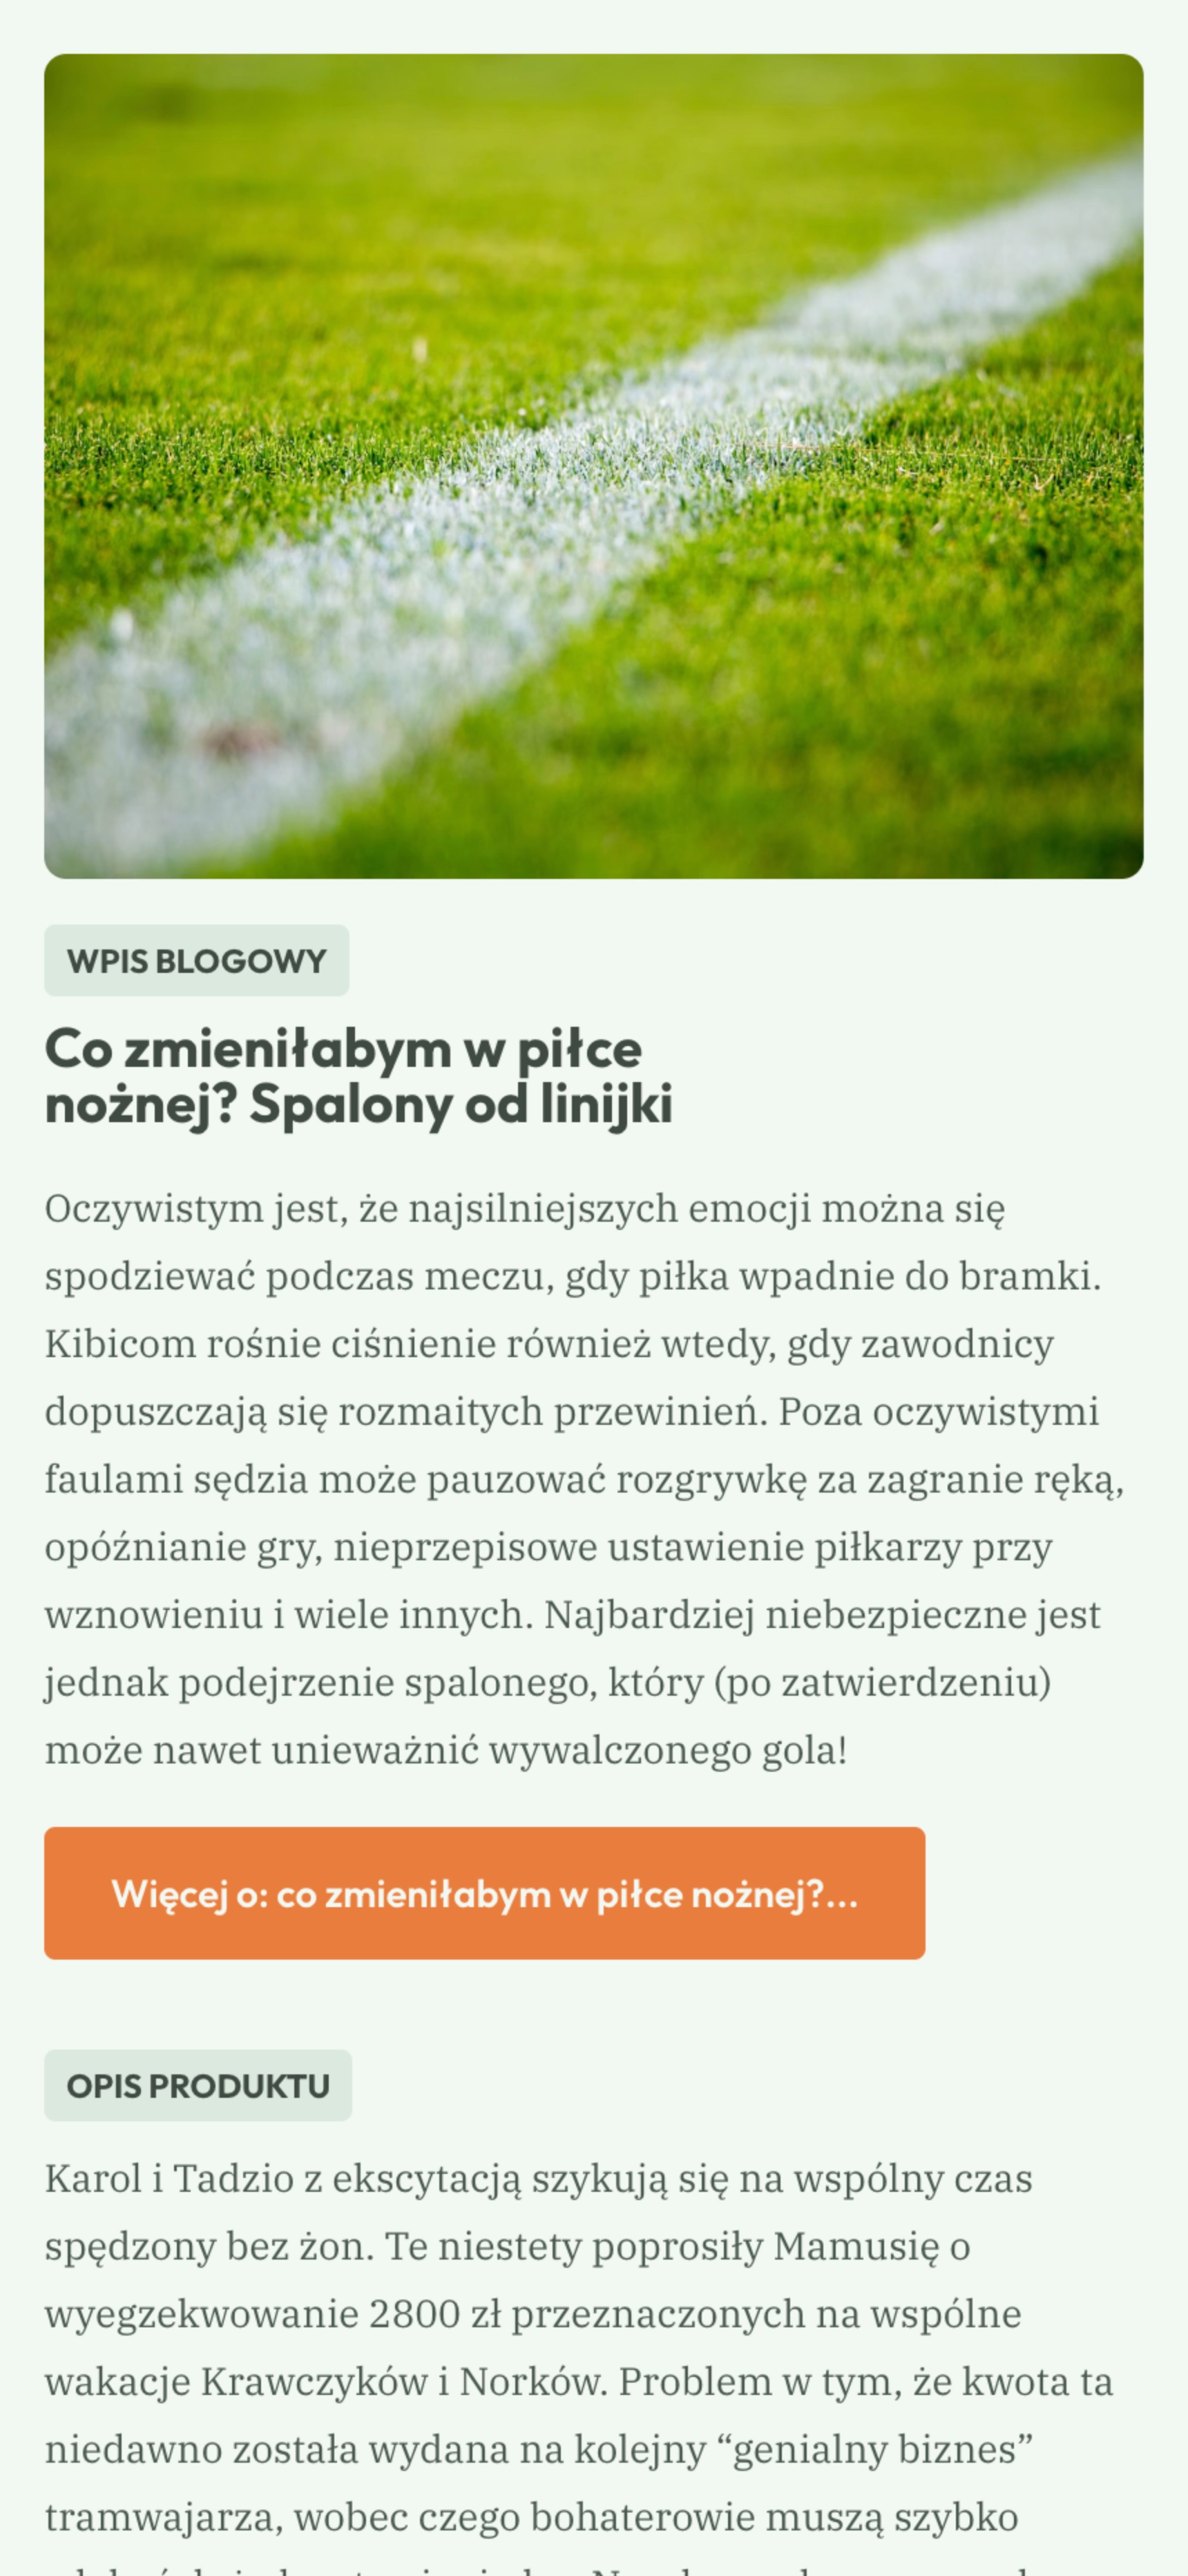 WPIS BLOGOWY
Co zmieniłabym w piłce
nożnej? Spalony od linijki
Oczywistym jest, że najsilniejszych emocji można się
spodziewać podczas meczu, gdy piłka wpadnie do bramki.
Kibicom rośnie ciśnienie również wtedy, gdy zawodnicy
dopuszczają się rozmaitych przewinień. Poza oczywistymi
faulami sędzia może pauzować rozgrywkę za zagranie ręką,
opóźnianie gry, nieprzepisowe ustawienie piłkarzy przy
wznowieniu i wiele innych. Najbardziej niebezpieczne jest
jednak podejrzenie spalonego, który (po zatwierdzeniu)
może nawet unieważnić wywalczonego gola!
Więcej o: co zmieniłabym w piłce nożnej?...
OPIS PRODUKTU
Karol i Tadzio z ekscytacją szykują się na wspólny czas
spędzony bez żon. Te niestety poprosiły Mamusię o
wyegzekwowanie 2800 zł przeznaczonych na wspólne
wakacje Krawczyków i Norków. Problem w tym, że kwota ta
niedawno została wydana na kolejny “genialny biznes”
tramwajarza, wobec czego bohaterowie muszą szybko